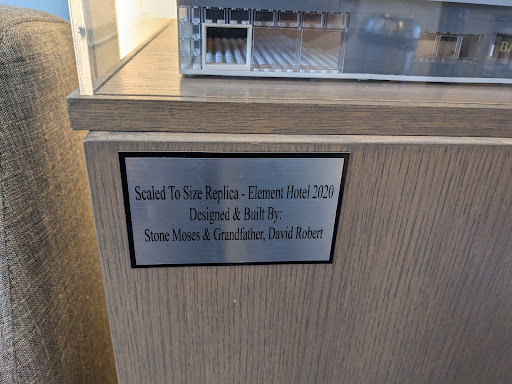 Scaled To Size Replica - Element Hotel 2020
Designed & Built By:
Stone Moses & Grandfather, David Robert